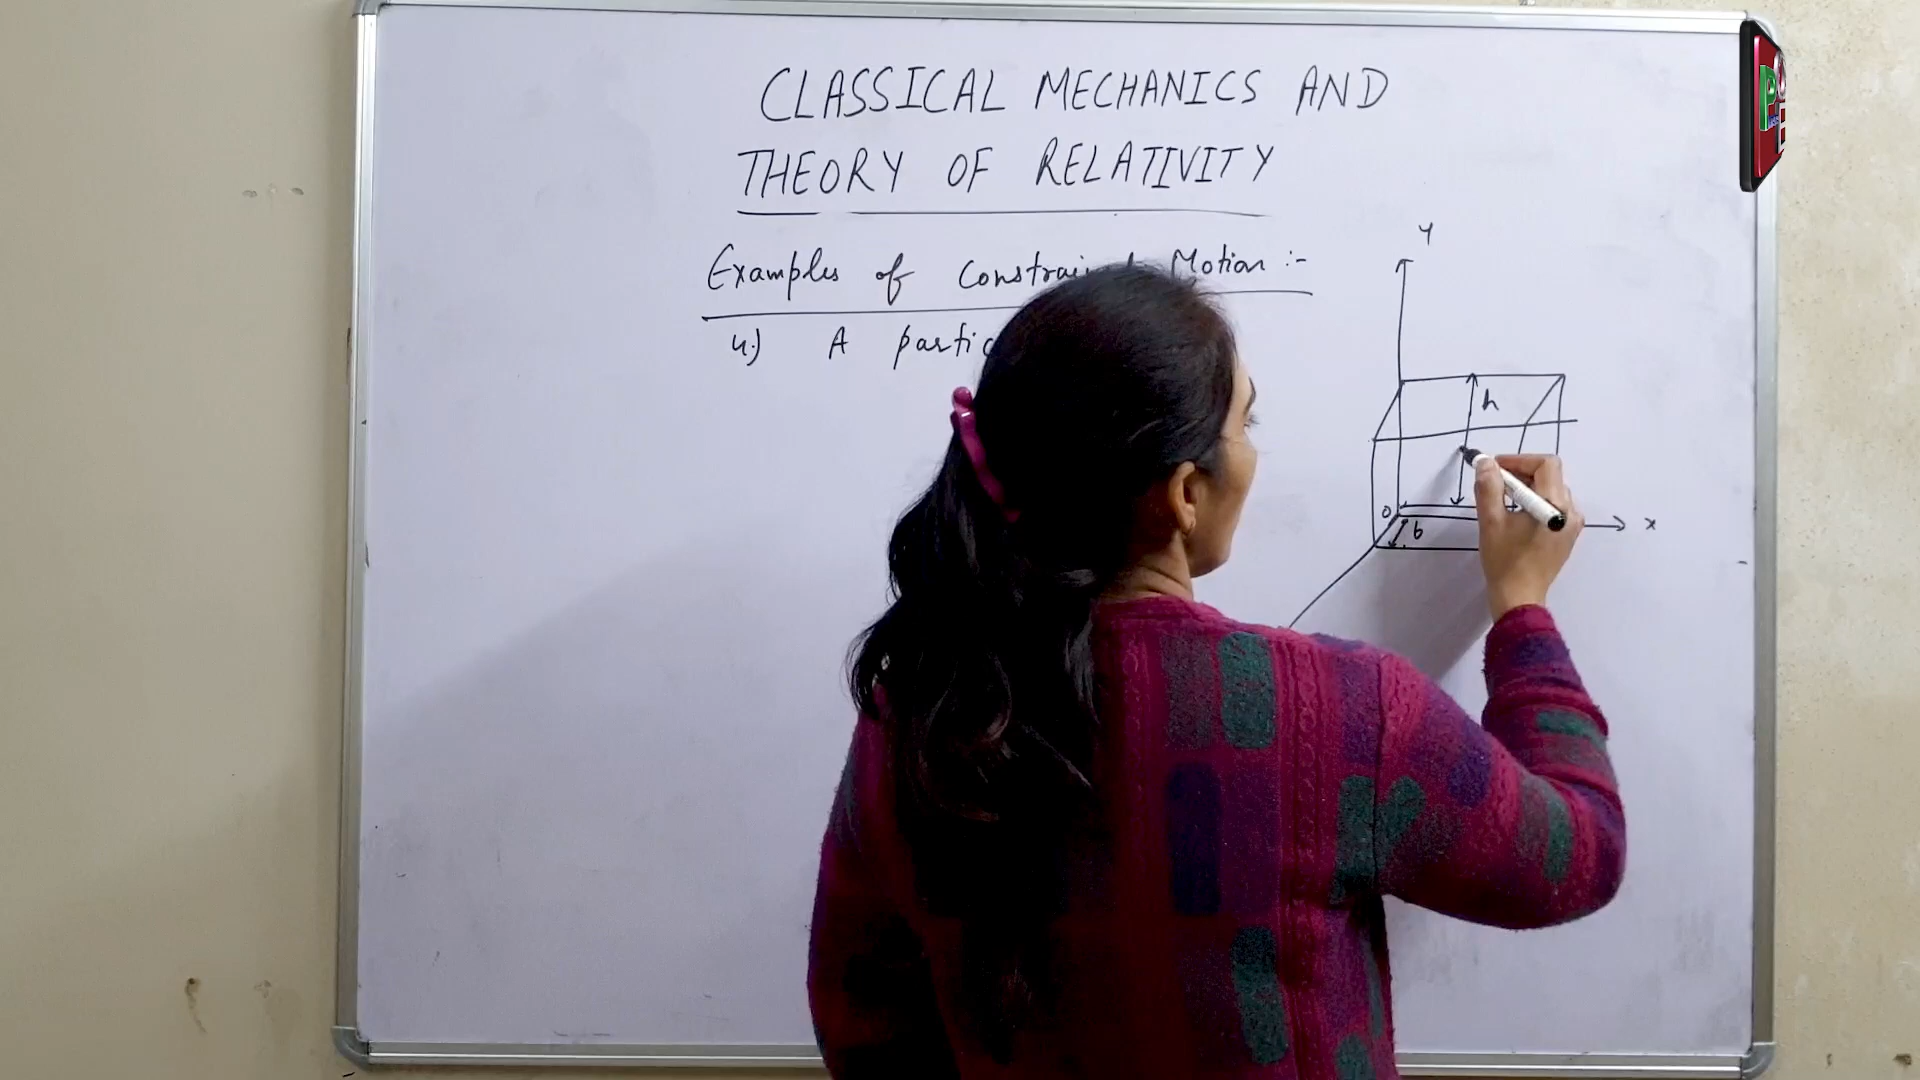 CLASSICAL MECHANICS AND
THEORY OF RELATIVITY
Examples of Motion :-
4.) A
y
h
o
b
x